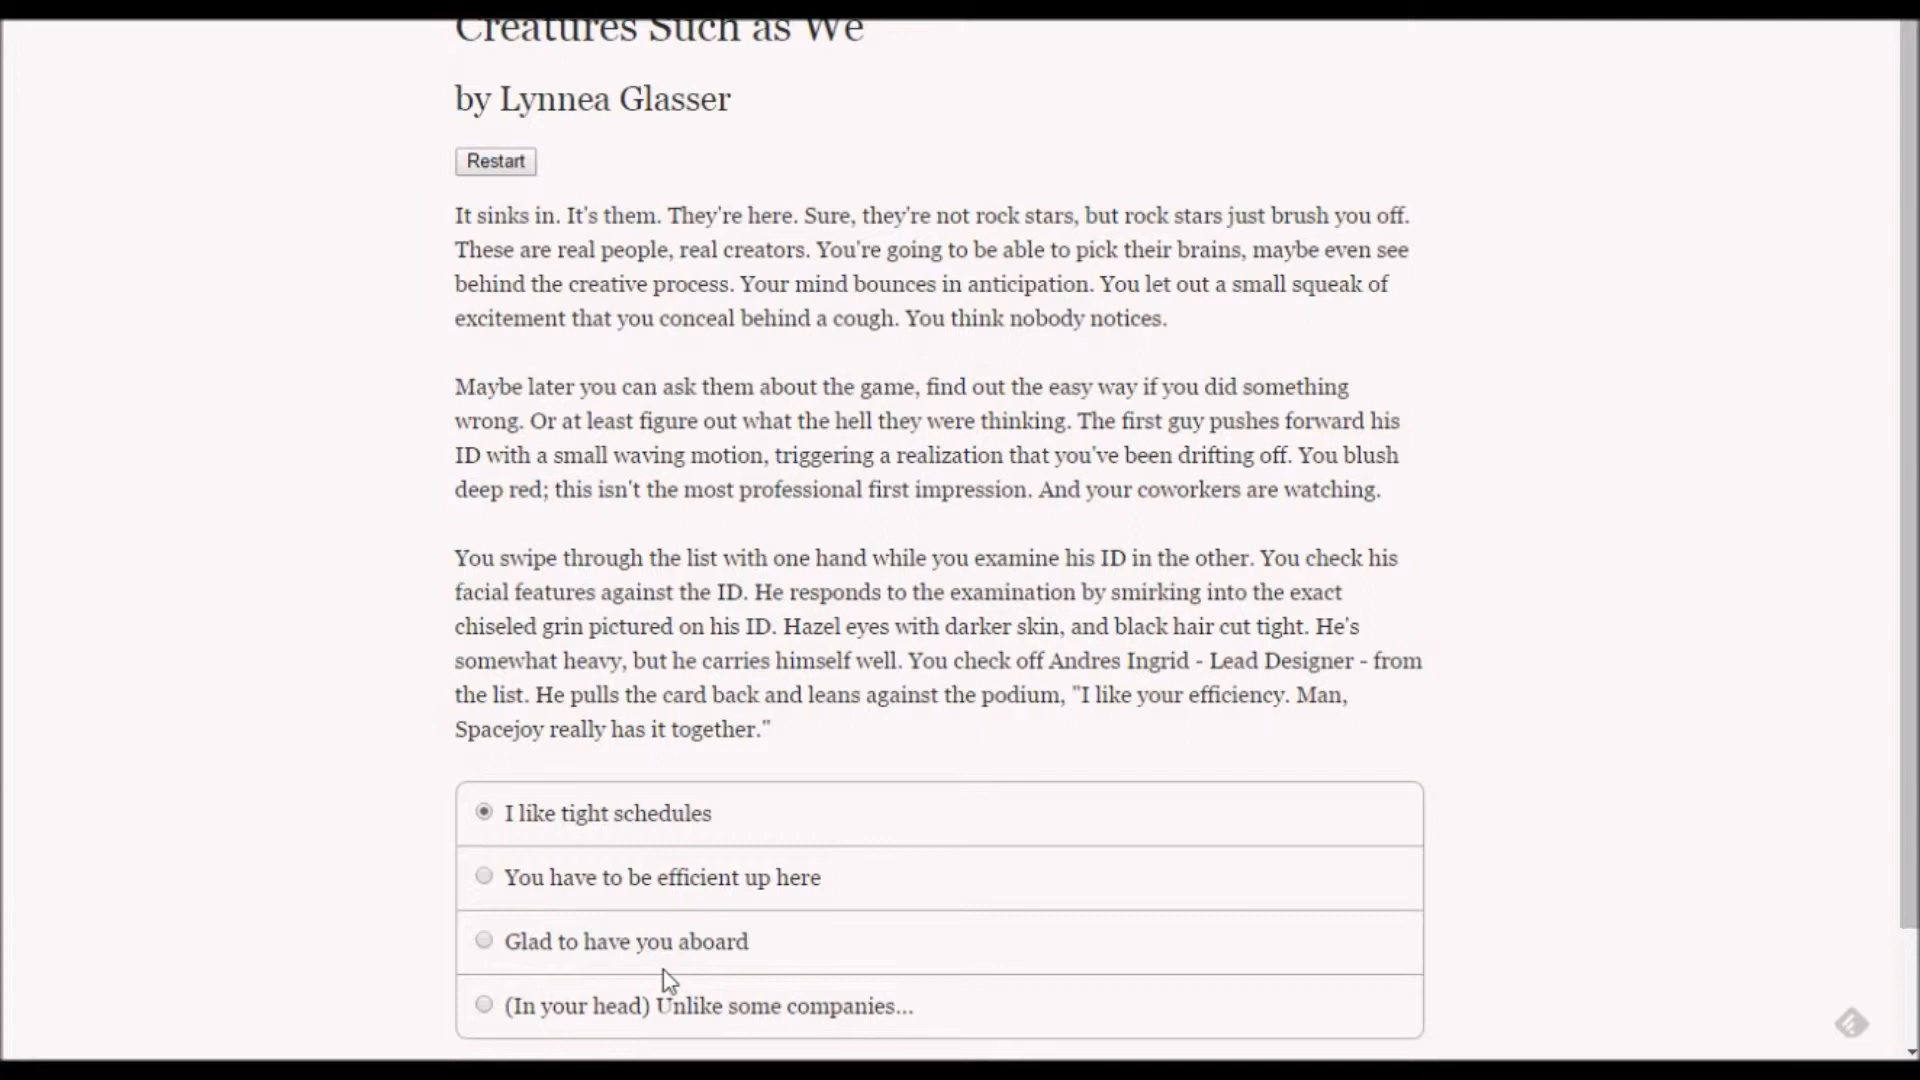 Creatures Such as We
by Lynnea Glasser
Restart
It sinks in. It's them. They're here. Sure, they're not rock stars, but rock stars just brush you off.
These are real people, real creators. You're going to be able to pick their brains, maybe even see
behind the creative process. Your mind bounces in anticipation. You let out a small squeak of
excitement that you conceal behind a cough. You think nobody notices.
Maybe later you can ask them about the game, find out the easy way if you did something
wrong. Or at least figure out what the hell they were thinking. The first guy pushes forward his
ID with a small waving motion, triggering a realization that you've been drifting off. You blush
deep red; this isn't the most professional first impression. And your coworkers are watching.
You swipe through the list with one hand while you examine his ID in the other. You check his
facial features against the ID. He responds to the examination by smirking into the exact
chiseled grin pictured on his ID. Hazel eyes with darker skin, and black hair cut tight. He's
somewhat heavy, but he carries himself well. You check off Andres Ingrid - Lead Designer - from
the list. He pulls the card back and leans against the podium, "I like your efficiency. Man,
Spacejoy really has it together."
I like tight schedules
You have to be efficient up here
Glad to have you aboard
(In your head) Unlike some companies...